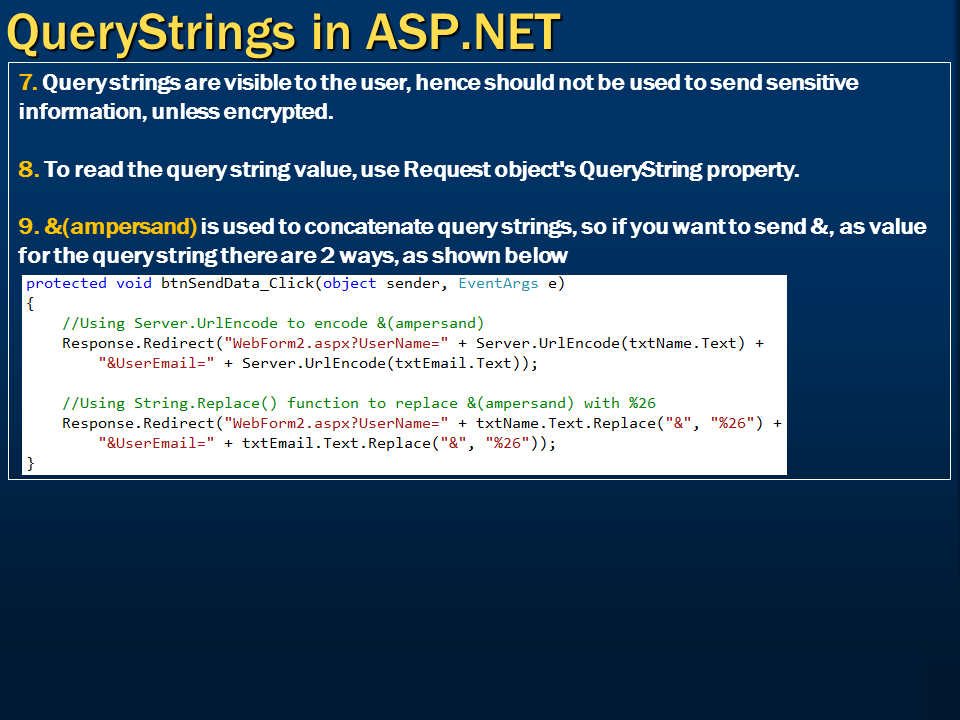 QueryStrings in ASP.NET
7. Query strings are visible to the user, hence should not be used to send sensitive
information, unless encrypted.
8. To read the query string value, use Request object's QueryString property.
9. &(ampersand) is used to concatenate query strings, so if you want to send &, as value
for the query string there are 2 ways, as shown below
protected void btnSendData_Click(object sender, EventArgs e)
{
    //Using Server.UrlEncode to encode &(ampersand)
    Response.Redirect("WebForm2.aspx?UserName=" + Server.UrlEncode(txtName.Text) +
        "&UserEmail=" + Server.UrlEncode(txtEmail.Text));
    //Using String.Replace() function to replace &(ampersand) with %26
    Response.Redirect("WebForm2.aspx?UserName=" + txtName.Text.Replace("&", "%26") +
        "&UserEmail=" + txtEmail.Text.Replace("&", "%26"));
}